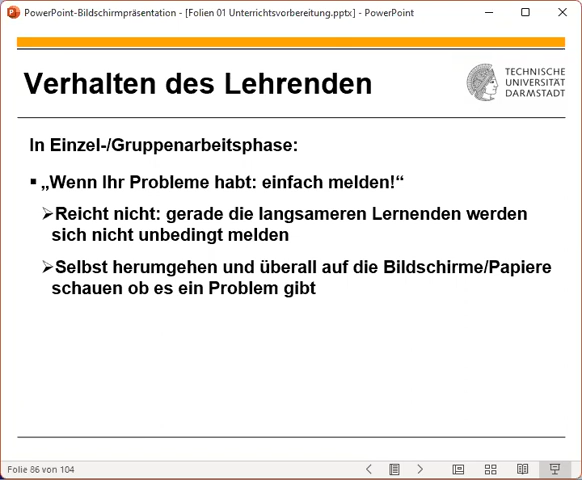 PowerPoint-Bildschirmpräsentation - [Folien 01 Unterrichtsvorbereitung.pptx] - PowerPoint
Verhalten des Lehrenden
TECHNISCHE
UNIVERSITÄT
DARMSTADT
In Einzel-/Gruppenarbeitsphase:
▪ „Wenn Ihr Probleme habt: einfach melden!“
➢Reicht nicht: gerade die langsameren Lernenden werden
sich nicht unbedingt melden
➢Selbst herumgehen und überall auf die Bildschirme/Papiere
schauen ob es ein Problem gibt
Folie 86 von 104